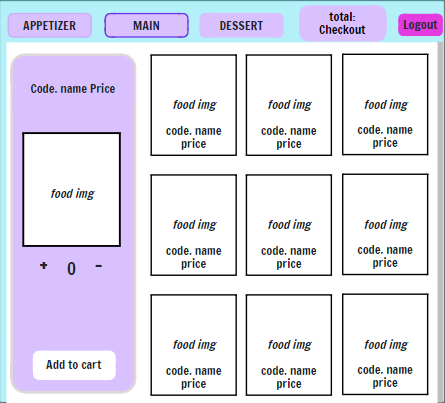 APPETIZER
MAIN
DESSERT
total:
Checkout
Logout
Code. name Price
food img
+ 0 -
Add to cart
food img
code. name
price
food img
code. name
price
food img
code. name
price
food img
code. name
price
food img
code. name
price
food img
code. name
price
food img
code. name
price
food img
code. name
price
food img
code. name
price